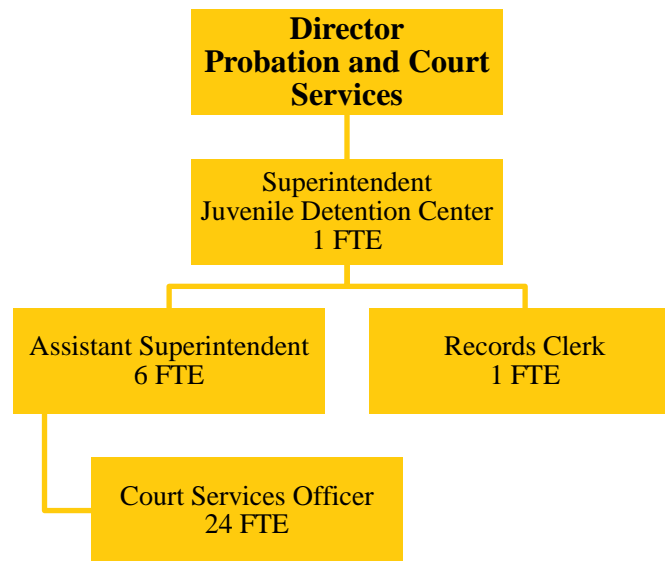 Director
Probation and Court
Services
Superintendent
Juvenile Detention Center
1 FTE
Assistant Superintendent
6 FTE
Records Clerk
1 FTE
Court Services Officer
24 FTE